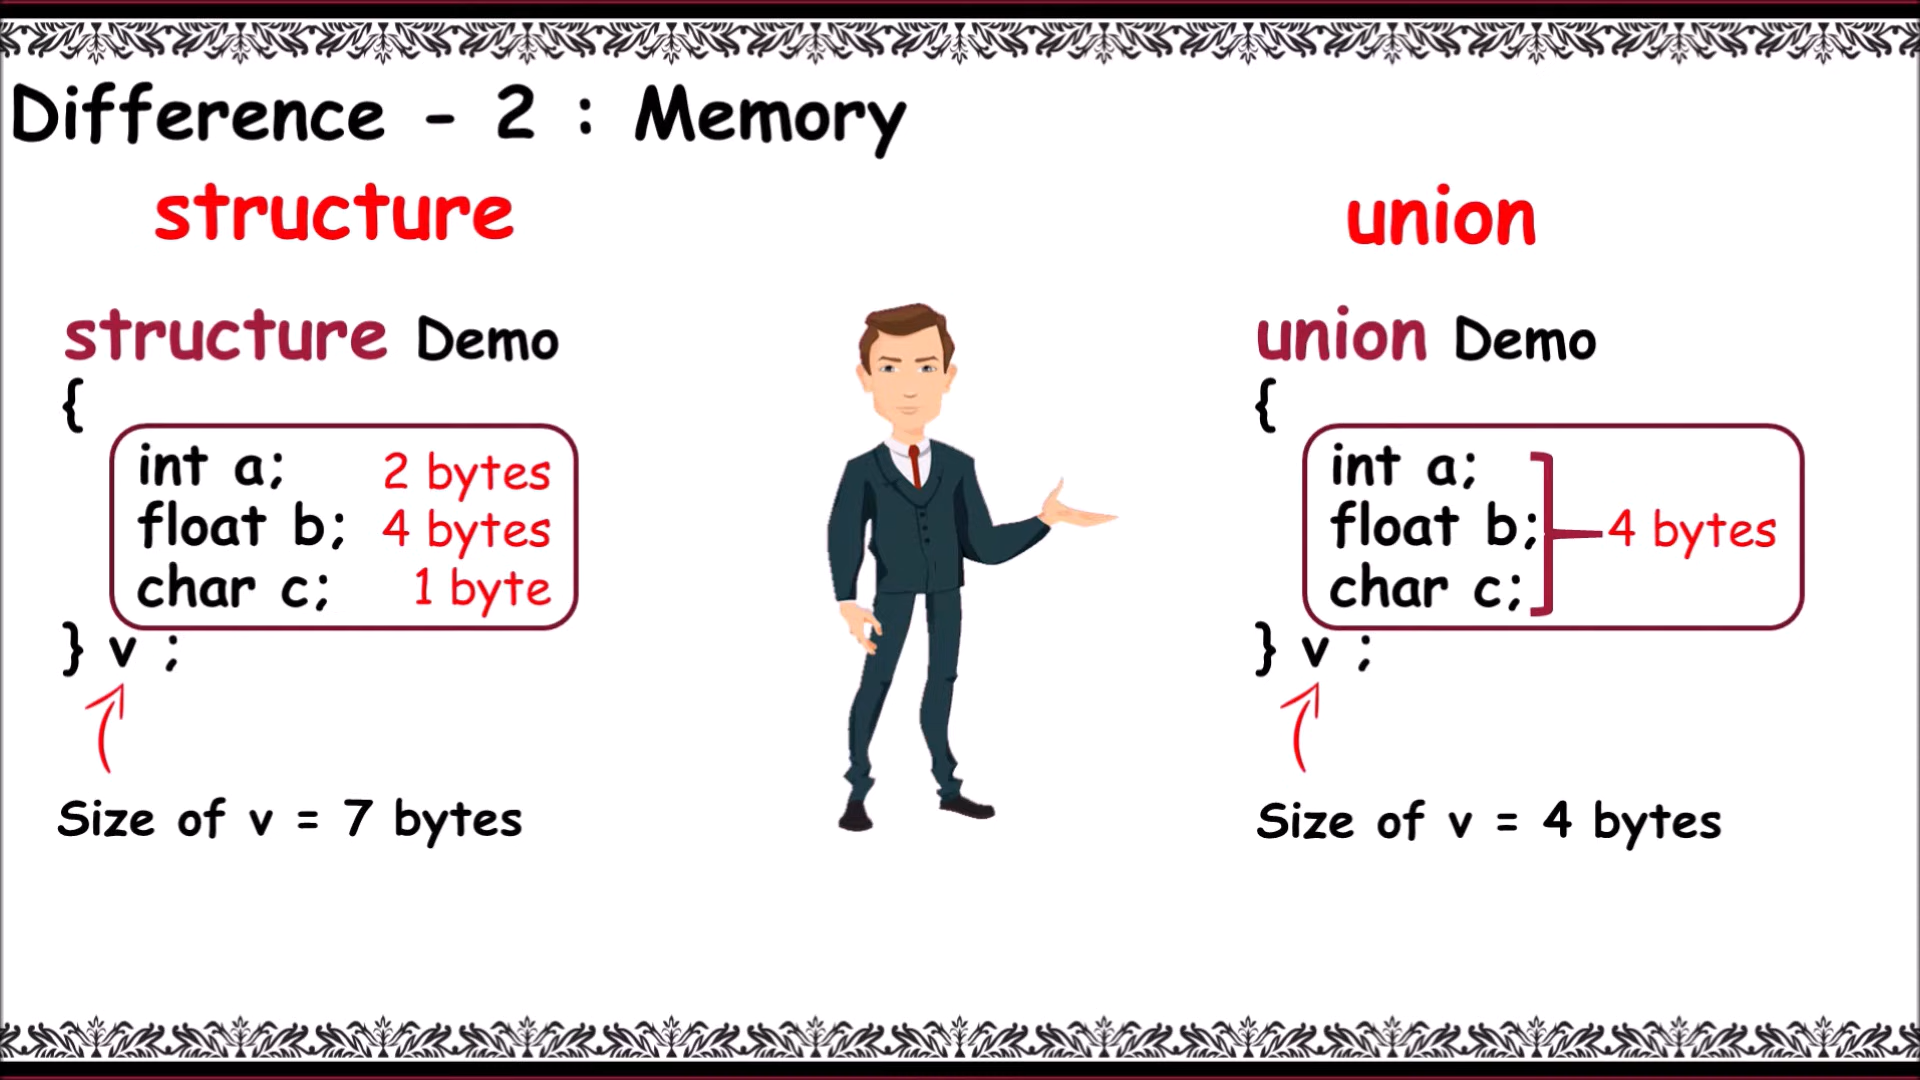 Difference - 2 : Memory
structure
structure Demo
{
int a; 2 bytes
float b; 4 bytes
char c; 1 byte
} v ;
Size of v = 7 bytes
union
union Demo
{
int a;
float b; 4 bytes
char c;
} v ;
Size of v = 4 bytes